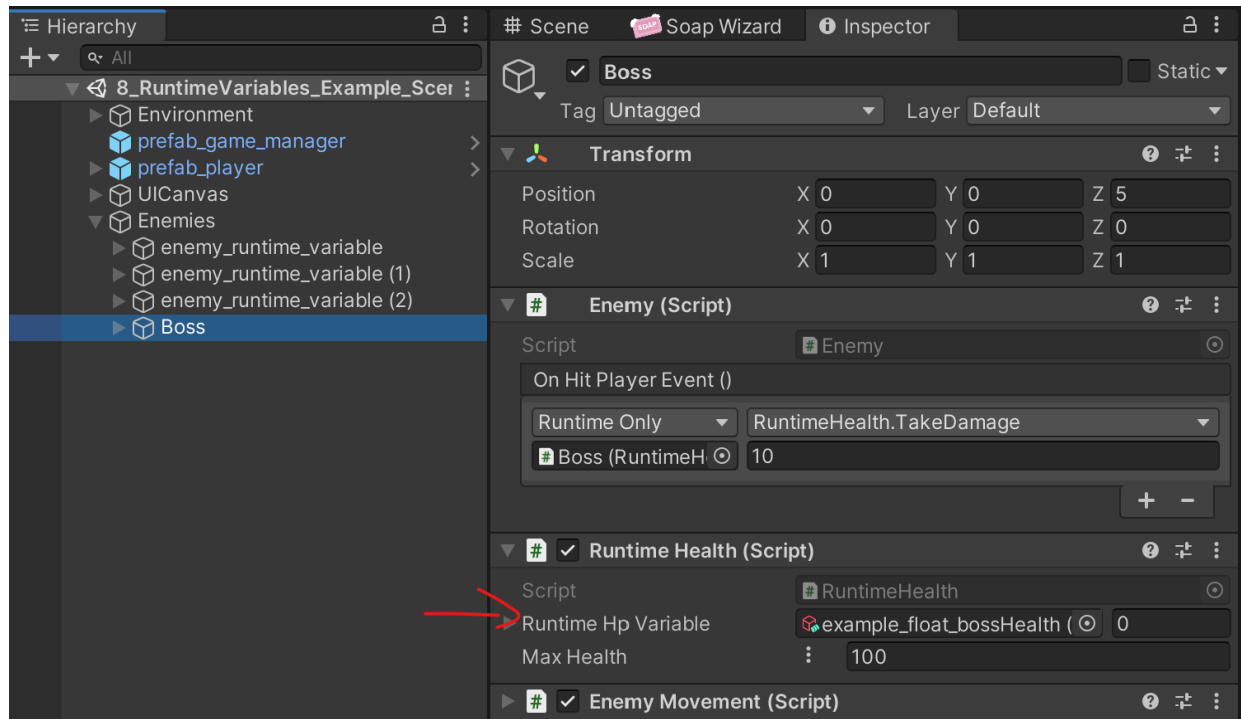 Hierarchy
All
8_RuntimeVariables_Example_Scer
Environment
prefab_game_manager
prefab_player
UICanvas
Enemies
enemy_runtime_variable
enemy_runtime_variable (1)
enemy_runtime_variable (2)
Boss
Scene SOAP Soap Wizard Inspector
Boss Static
Tag Untagged Layer Default
Transform
Position X 0 Y 0 Z 5
Rotation X 0 Y 0 Z 0
Scale X 1 Y 1 Z 1
# Enemy (Script)
Script # Enemy
On Hit Player Event ()
Runtime Only RuntimeHealth.TakeDamage
# Boss (RuntimeH 10
+ −
# Runtime Health (Script)
Script # RuntimeHealth
Runtime Hp Variable example_float_bossHealth ( 0
Max Health 100
# Enemy Movement (Script)